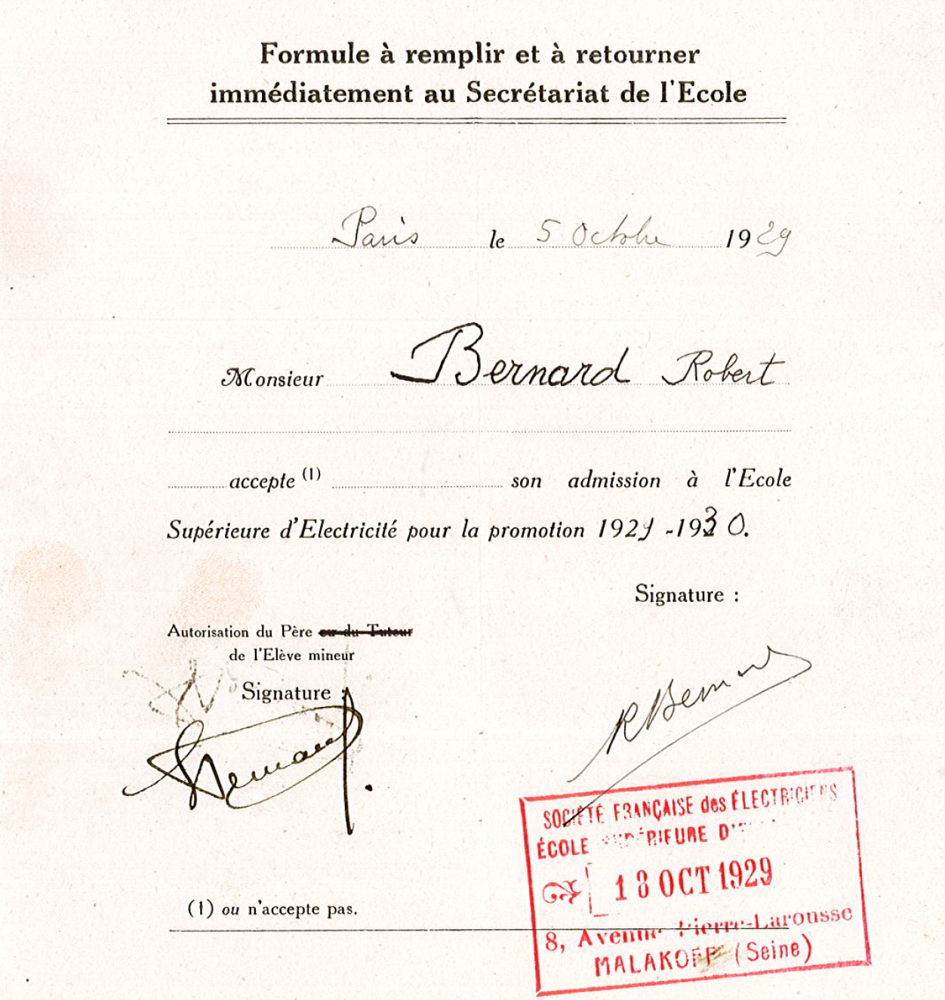 Formule à remplir et à retourner
immédiatement au Secrétariat de l'Ecole
Paris le 5 Octobre 1929
Monsieur Bernard Robert
accepte (1) son admission à l'Ecole
Supérieure d'Electricité pour la promotion 1929-1930.
Signature :
Autorisation du Père ou du Tuteur
de l'Elève mineur
Signature :
RBernard
Bernard
SOCIÉTÉ FRANÇAISE des ÉLECTRICIENS
ÉCOLE SUPÉRIEURE D'
18 OCT 1929
(1) ou n'accepte pas.
8, Avenue Pierre-Larousse
MALAKOFF (Seine)